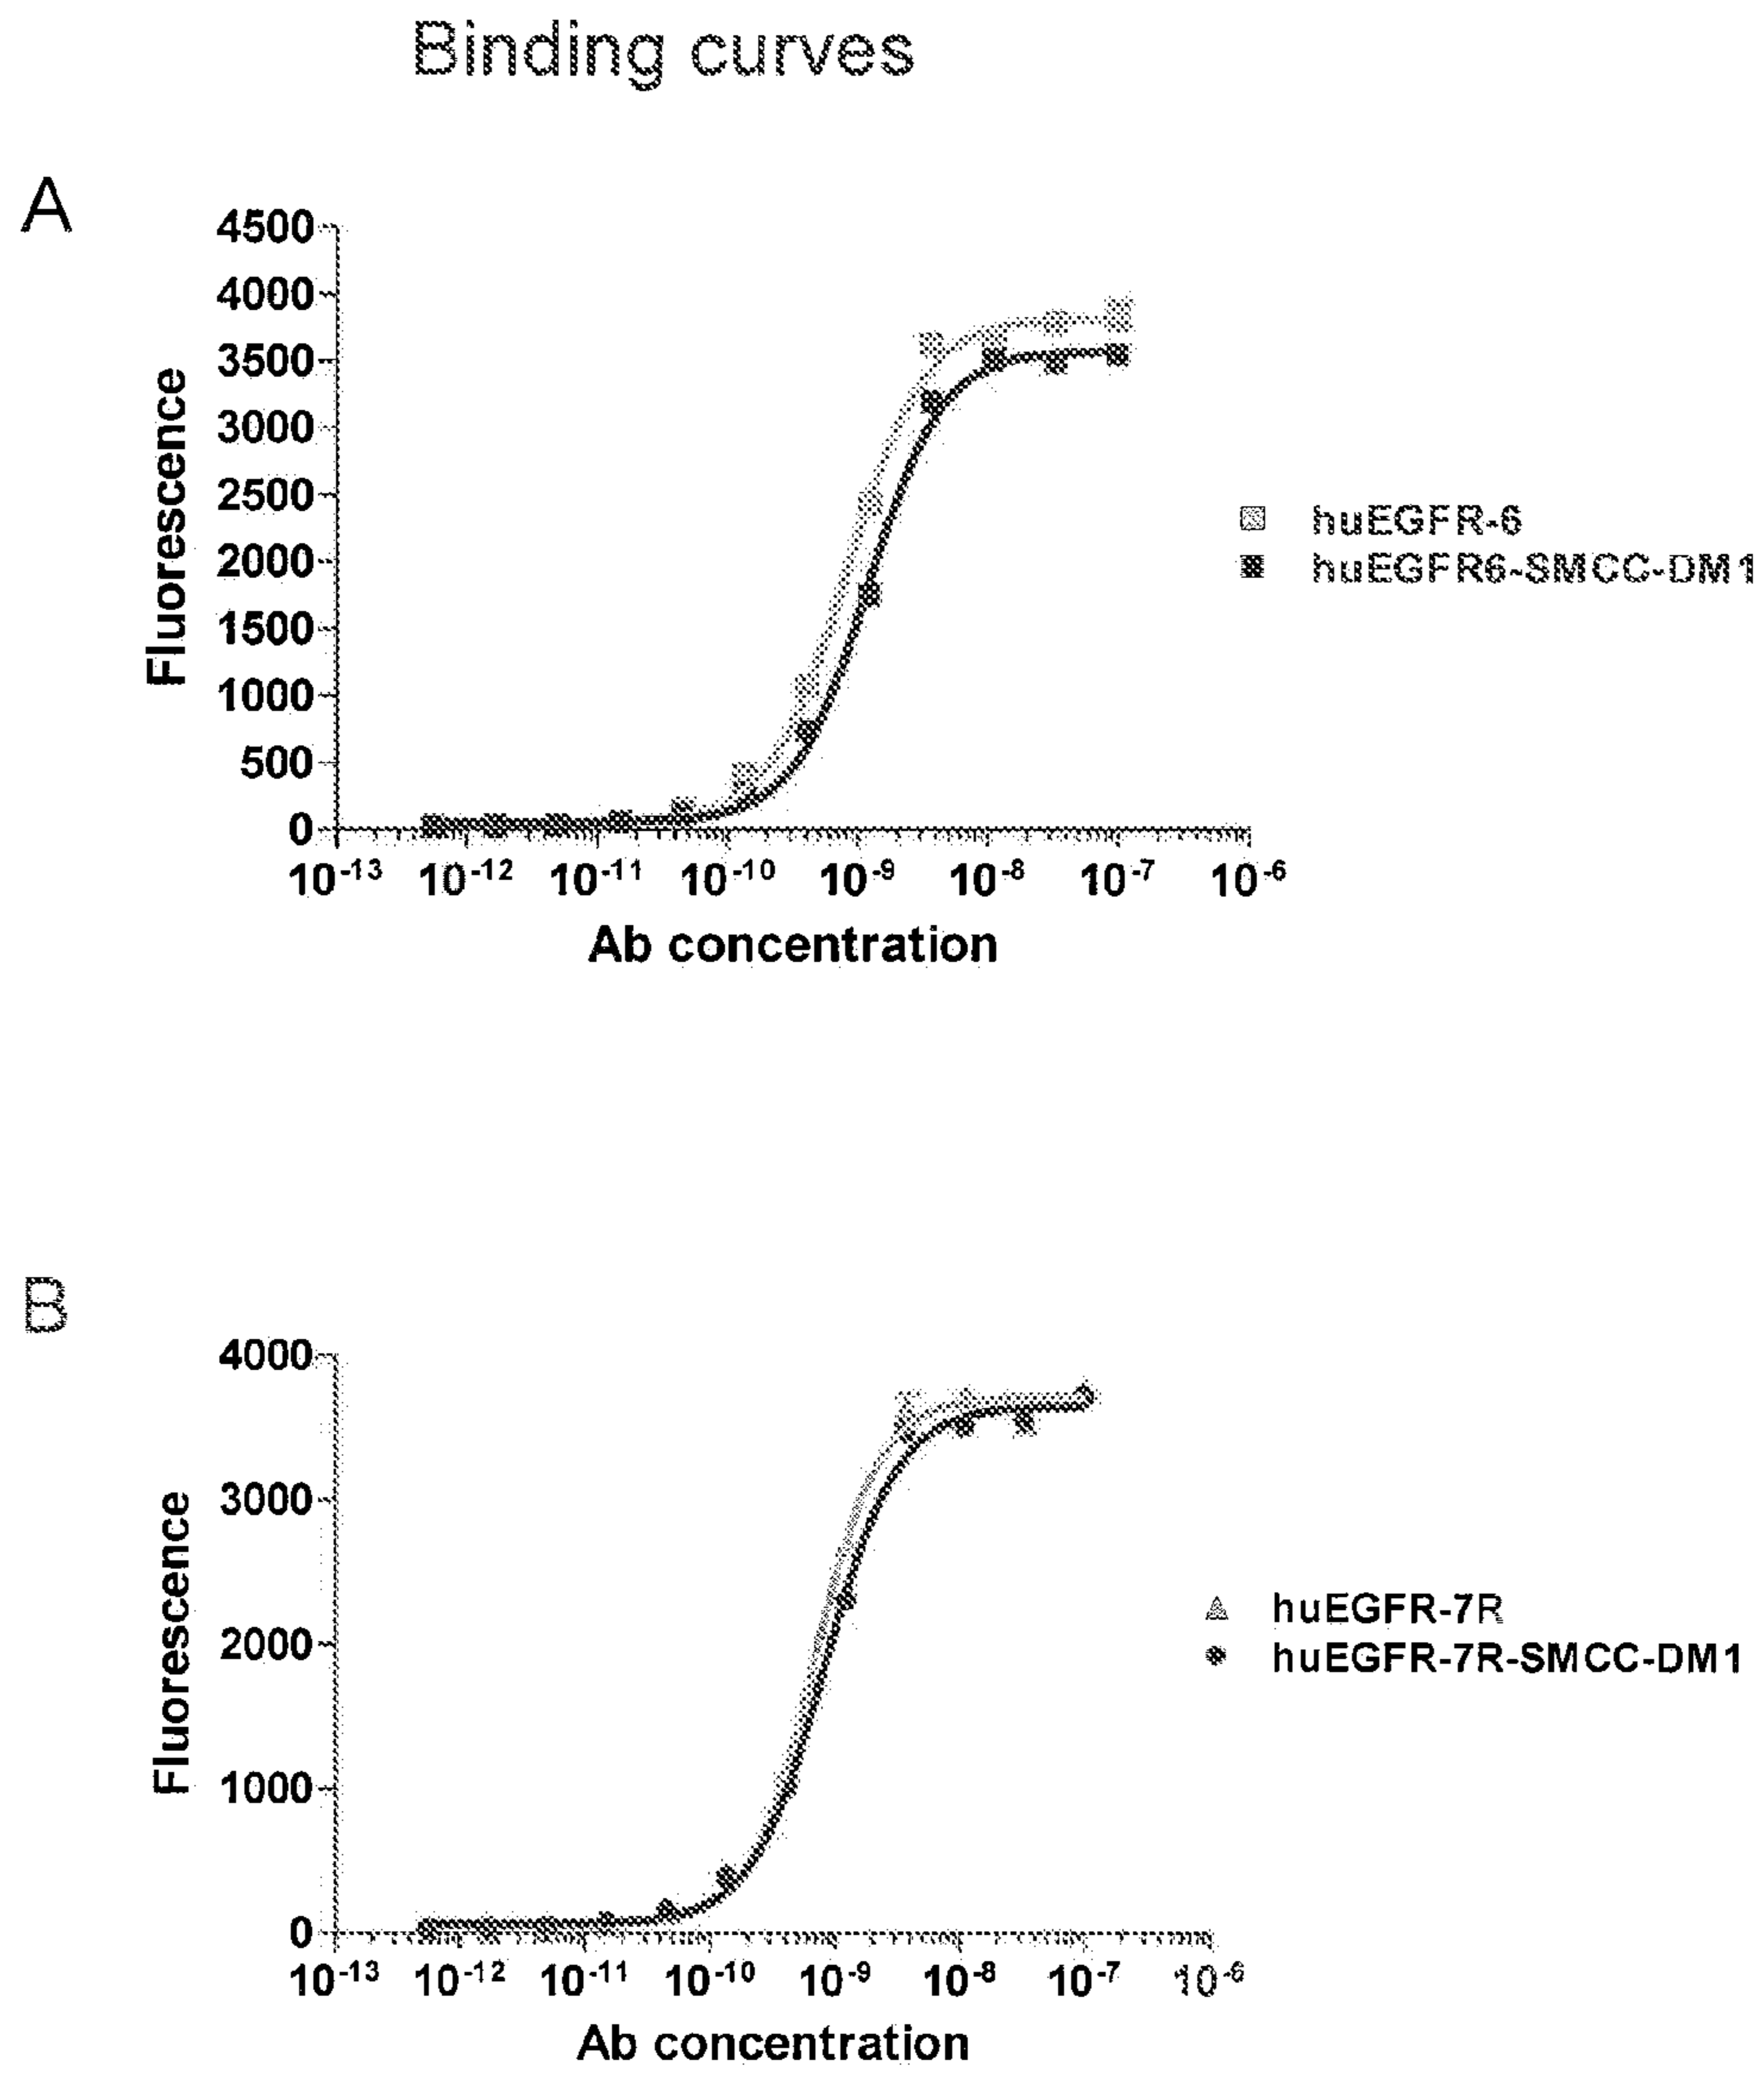 Binding curves
A
4500
4000
3500
3000
2500
2000
1500
1000
500
0
Fluorescence
10-13 10-12 10-11 10-10 10-9 10-8 10-7 10-6
Ab concentration
huEGFR-6
huEGFR6-SMCC-DM1
B
4000
3000
2000
1000
0
Fluorescence
10-13 10-12 10-11 10-10 10-9 10-8 10-7 10-6
Ab concentration
huEGFR-7R
huEGFR-7R-SMCC-DM1